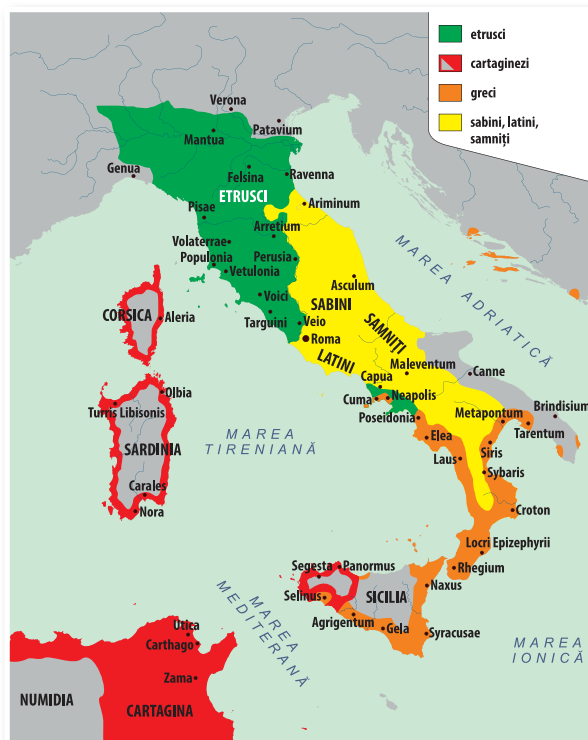 etrusci
cartaginezi
greci
sabini, latini,
samniți
Verona
Patavium
Mantua
Genua
Felsina
Ravenna
ETRUSCI
Pisae
Ariminum
Arretium
Volaterrae
Populonia
Perusia
Vetulonia
MAREA
ADRIATICĂ
Asculum
Voici
SABINI
CORSICA
Aleria
Targuini
Veio
SAMNIȚI
Roma
LATINI
Maleventum
Canne
Capua
Olbia
Cuma
Neapolis
Turris Libisonis
Poseidonia
Metapontum
Brindisium
Tarentum
MAREA
TIRENIANĂ
Elea
SARDINIA
Laus
Siris
Sybaris
Carales
Nora
Croton
Locri Epizephyrii
Segesta
Panormus
Rhegium
Selinus
SICILIA
Naxus
MAREA
MEDITERANĂ
Agrigentum
Gela
Syracusae
Utica
Carthago
MAREA
IONICĂ
Zama
NUMIDIA
CARTAGINA